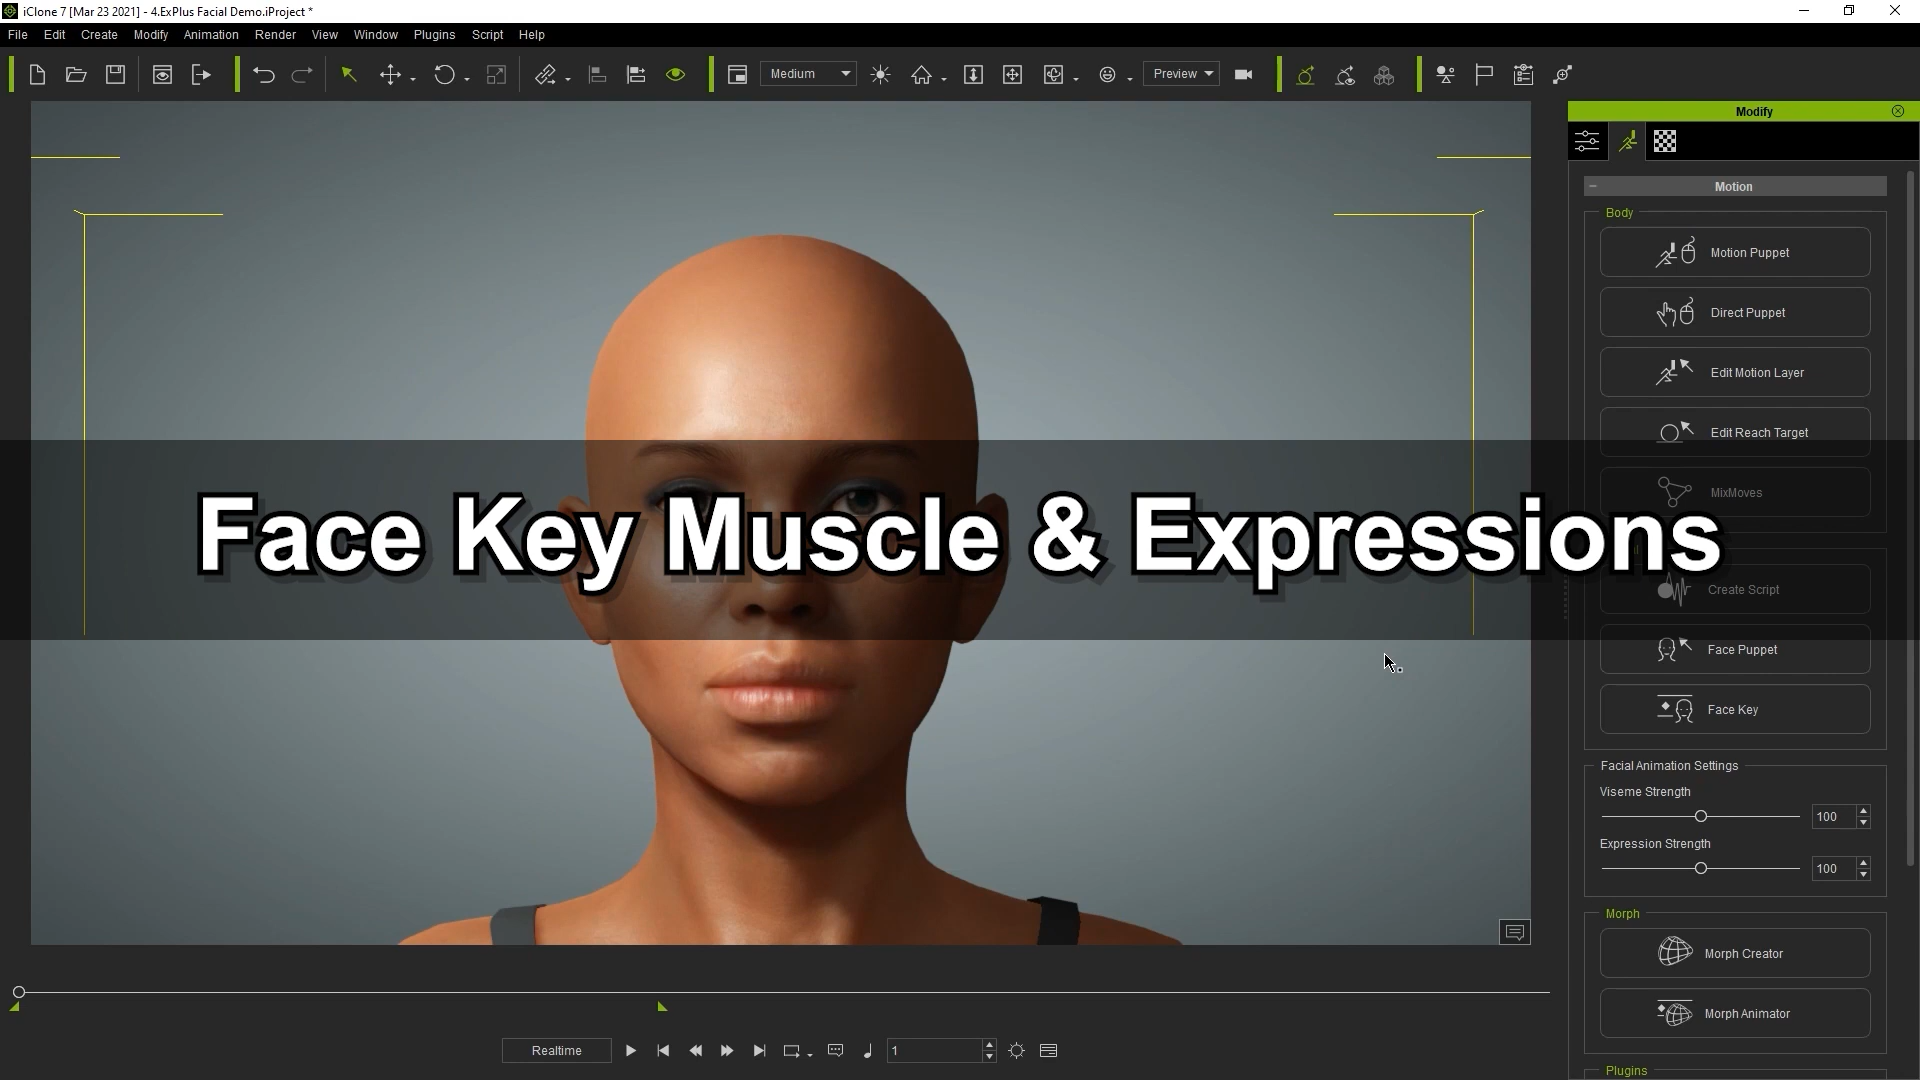 iClone 7 [Mar 23 2021] - 4.ExPlus Facial Demo.iProject *
File Edit Create Modify Animation Render View Window Plugins Script Help
Medium Preview
Modify
Motion
Body
Motion Puppet
Direct Puppet
Edit Motion Layer
Edit Reach Target
MixMoves
Face Key Muscle & Expressions
Create Script
Face Puppet
Face Key
Facial Animation Settings
Viseme Strength
100
Expression Strength
100
Morph
Morph Creator
Morph Animator
Plugins
Realtime 1